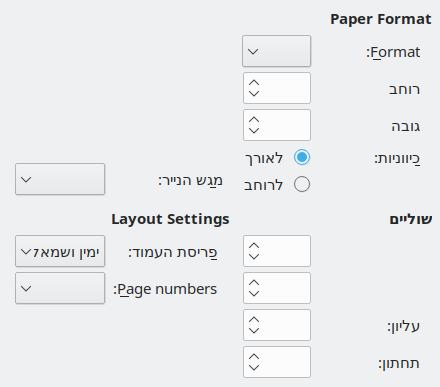 Paper Format
Format:
רוחב
גובה
כיווניות:
לאורך
לרוחב
מגש הנייר:
שוליים
Layout Settings
פריסת העמוד:
ימין ושמאל
Page numbers:
עליון:
תחתון: